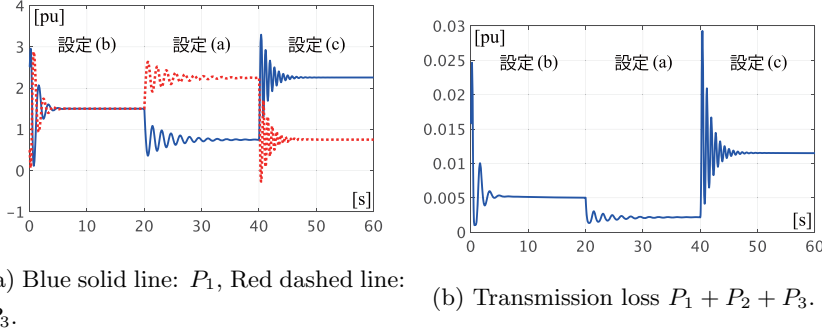 4
3
2
1
0
−1
[pu]
設定 (b)
設定 (a)
設定 (c)
[s]
0
10
20
30
40
50
60
0.03
0.025
0.02
0.015
0.01
0.005
0
[pu]
設定 (b)
設定 (a)
設定 (c)
[s]
0
10
20
30
40
50
60
a) Blue solid line: P1, Red dashed line:
P3.
(b) Transmission loss P1 + P2 + P3.